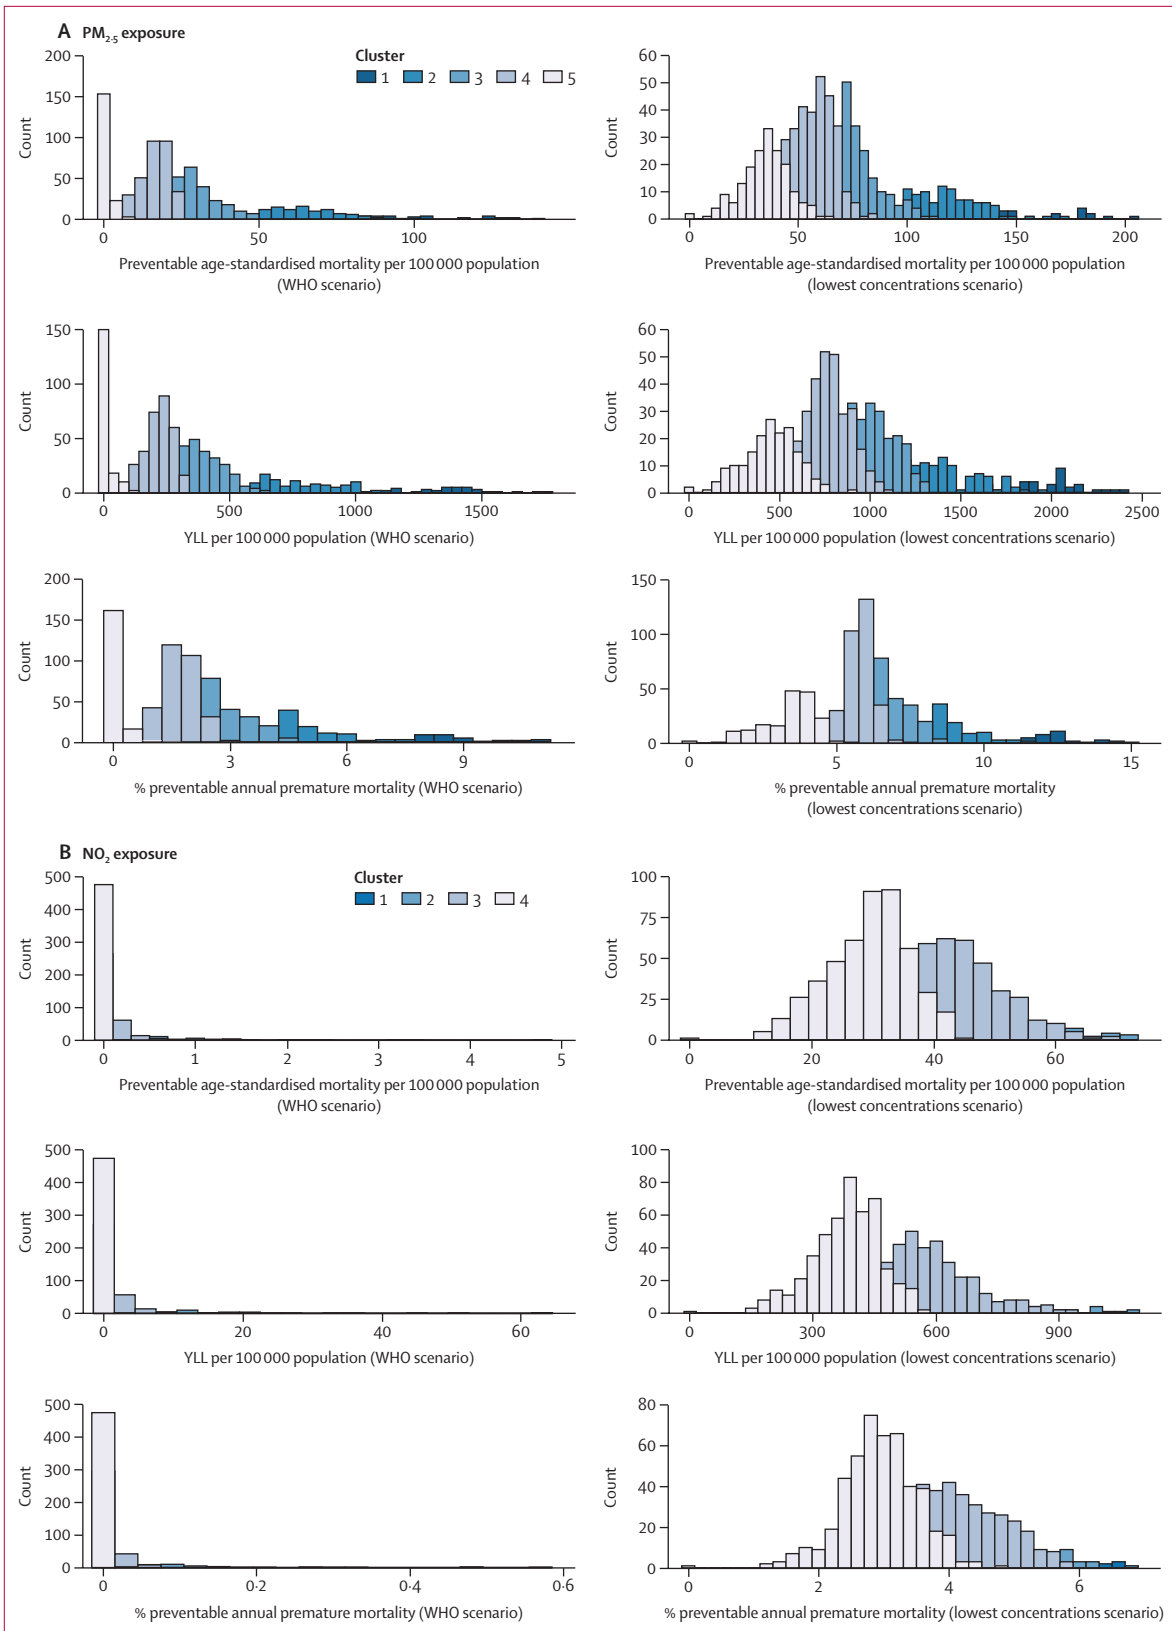 A PM2·5 exposure
Cluster
1 2 3 4 5
200
150
100
50
0
Count
0 50 100
Preventable age-standardised mortality per 100 000 population
(WHO scenario)
60
50
40
30
20
10
0
Count
0 50 100 150 200
Preventable age-standardised mortality per 100 000 population
(lowest concentrations scenario)
150
100
50
0
Count
0 500 1000 1500
YLL per 100 000 population (WHO scenario)
60
50
40
30
20
10
0
Count
0 500 1000 1500 2000 2500
YLL per 100 000 population (lowest concentrations scenario)
200
150
100
50
0
Count
0 3 6 9
% preventable annual premature mortality (WHO scenario)
150
100
50
0
Count
0 5 10 15
% preventable annual premature mortality
(lowest concentrations scenario)
B NO2 exposure
Cluster
1 2 3 4
500
400
300
200
100
0
Count
0 1 2 3 4 5
Preventable age-standardised mortality per 100 000 population
(WHO scenario)
100
75
50
25
0
Count
0 20 40 60
Preventable age-standardised mortality per 100 000 population
(lowest concentrations scenario)
500
400
300
200
100
0
Count
0 20 40 60
YLL per 100 000 population (WHO scenario)
100
80
60
40
20
0
Count
0 300 600 900
YLL per 100 000 population (lowest concentrations scenario)
500
400
300
200
100
0
Count
0 0·2 0·4 0·6
% preventable annual premature mortality (WHO scenario)
80
60
40
20
0
Count
0 2 4 6
% preventable annual premature mortality (lowest concentrations scenario)